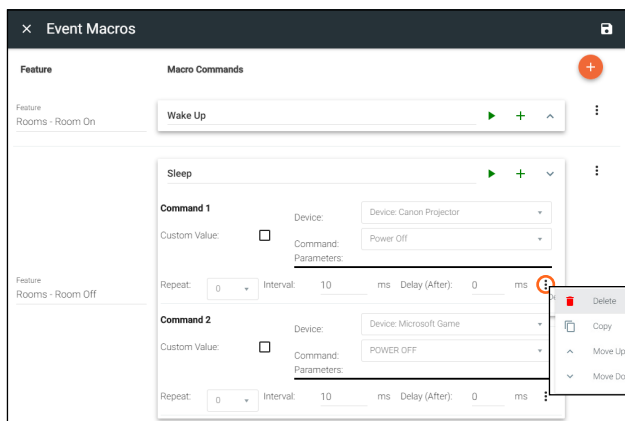 Event Macros
Feature Macro Commands
Feature
Rooms - Room On
Wake Up
Sleep
Command 1
Device: Device: Canon Projector
Custom Value:
Command: Power Off
Parameters:
Repeat: 0 Interval: 10 ms Delay (After): 0 ms
Feature
Rooms - Room Off
Delete
Command 2
Device: Device: Microsoft Game
Copy
Custom Value:
Command: POWER OFF
Move Up
Parameters:
Move Do
Repeat: 0 Interval: 10 ms Delay (After): 0 ms